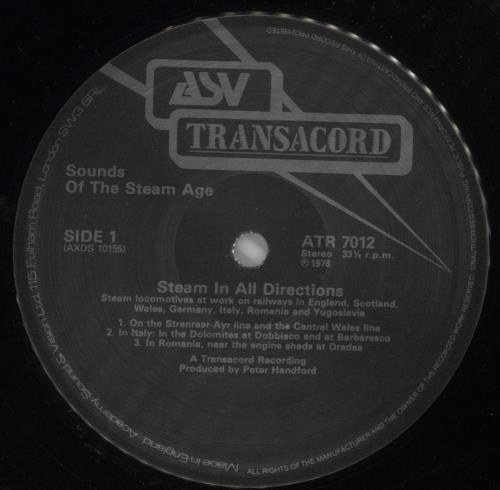 ASV
TRANSACORD
Sounds
Of The Steam Age
SIDE 1
(AXDS 10155)
ATR 7012
Stereo 33⅓ r.p.m.
℗ 1978
Steam In All Directions
Steam locomotives at work on railways in England, Scotland,
Wales, Germany, Italy, Romania and Yugoslavia
1. On the Stranraer-Ayr line and the Central Wales line
2. In Italy: in the Dolomites at Dobbiaco and at Barbaresco
3. In Romania, near the engine sheds at Oradea
A Transacord Recording
Produced by Peter Handford
Made in England Academy Sound & Vision Ltd. 115 Fulham Road, London SW3 6RL
ALL RIGHTS OF THE MANUFACTURER AND THE OWNER OF THE RECORDED WORK RESERVED. UNAUTHORISED COPYING, PUBLIC PERFORMANCE AND BROADCASTING OF THIS RECORD PROHIBITED